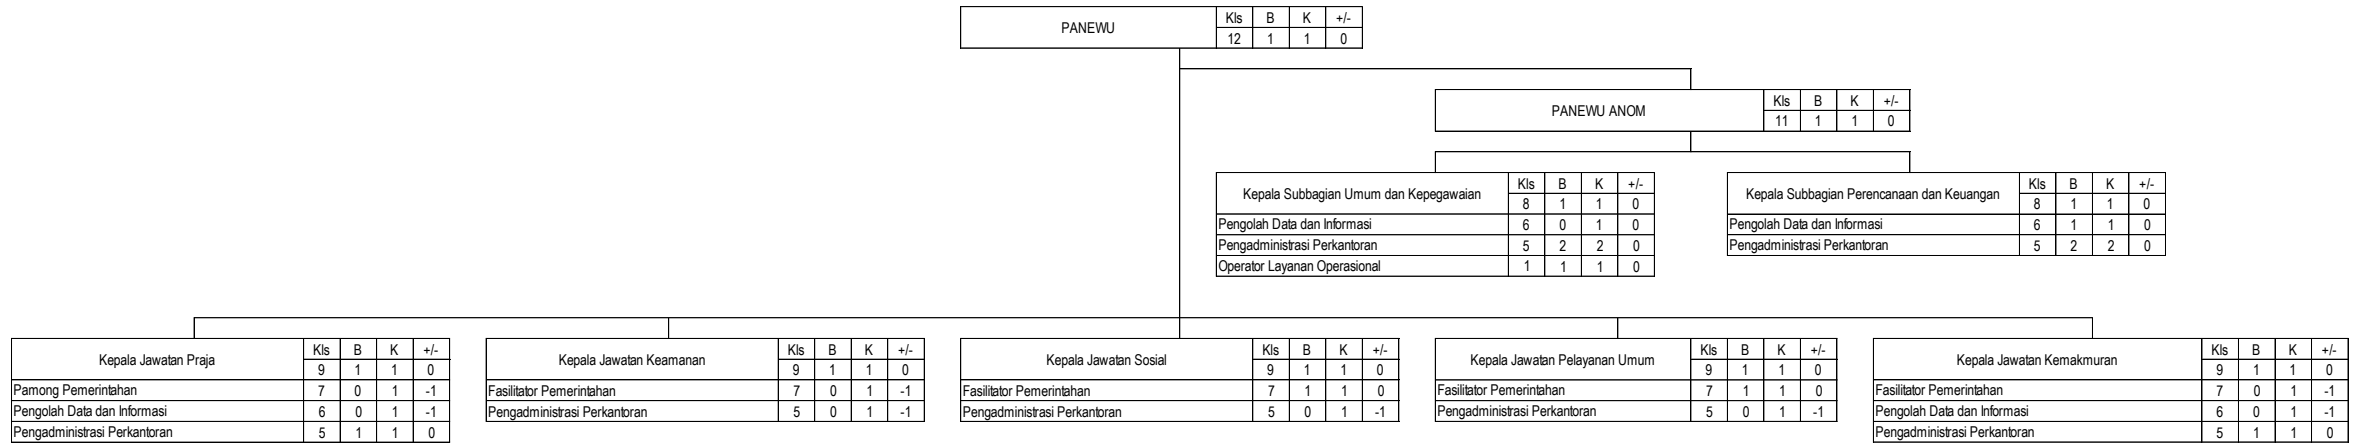 PANEWU Kls B K +/-
12 1 1 0
PANEWU ANOM Kls B K +/-
11 1 1 0
Kepala Subbagian Umum dan Kepegawaian Kls B K +/-
8 1 1 0
Pengolah Data dan Informasi 6 0 1 0
Pengadministrasi Perkantoran 5 2 2 0
Operator Layanan Operasional 1 1 1 0
Kepala Subbagian Perencanaan dan Keuangan Kls B K +/-
8 1 1 0
Pengolah Data dan Informasi 6 1 1 0
Pengadministrasi Perkantoran 5 2 2 0
Kepala Jawatan Praja Kls B K +/-
9 1 1 0
Pamong Pemerintahan 7 0 1 -1
Pengolah Data dan Informasi 6 0 1 -1
Pengadministrasi Perkantoran 5 1 1 0
Kepala Jawatan Keamanan Kls B K +/-
9 1 1 0
Fasilitator Pemerintahan 7 0 1 -1
Pengadministrasi Perkantoran 5 0 1 -1
Kepala Jawatan Sosial Kls B K +/-
9 1 1 0
Fasilitator Pemerintahan 7 1 1 0
Pengadministrasi Perkantoran 5 0 1 -1
Kepala Jawatan Pelayanan Umum Kls B K +/-
9 1 1 0
Fasilitator Pemerintahan 7 1 1 0
Pengadministrasi Perkantoran 5 0 1 -1
Kepala Jawatan Kemakmuran Kls B K +/-
9 1 1 0
Fasilitator Pemerintahan 7 0 1 -1
Pengolah Data dan Informasi 6 0 1 -1
Pengadministrasi Perkantoran 5 1 1 0